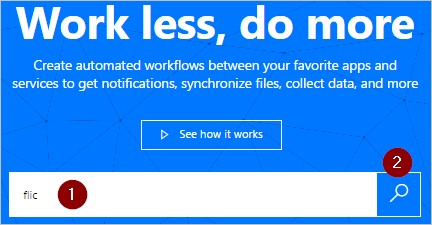 Work less, do more
Create automated workflows between your favorite apps and
services to get notifications, synchronize files, collect data, and more
See how it works
2
flic 1